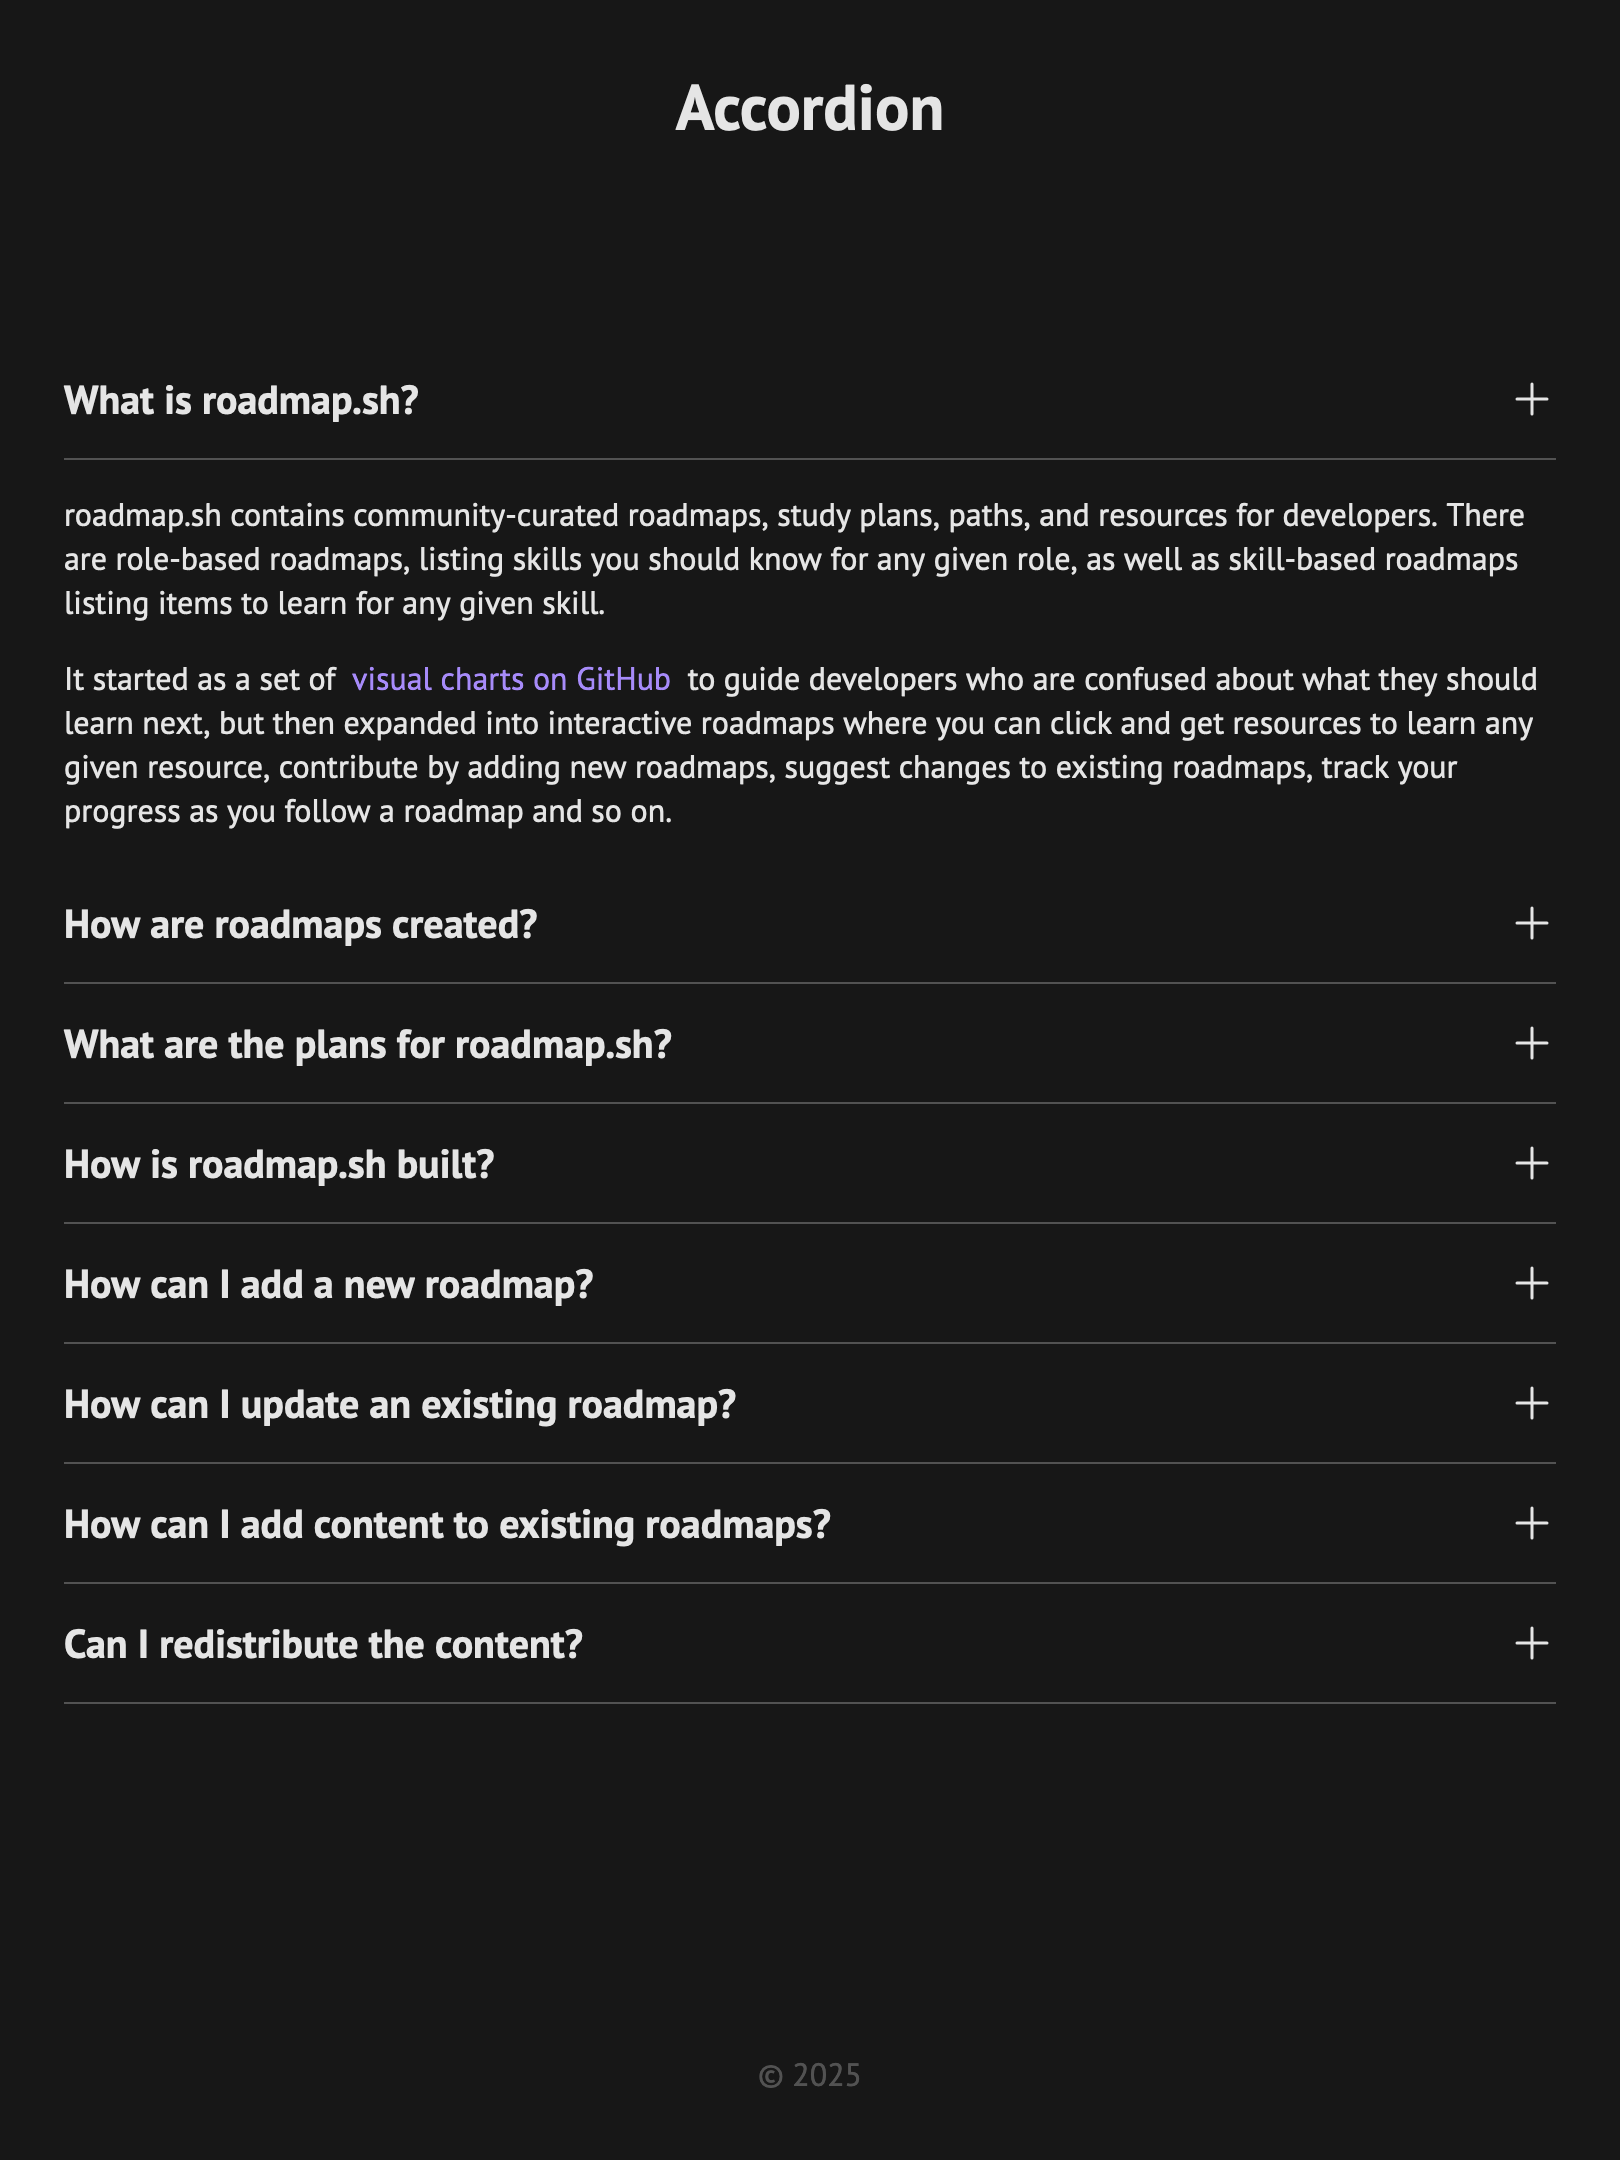 Accordion
What is roadmap.sh?
roadmap.sh contains community-curated roadmaps, study plans, paths, and resources for developers. There
are role-based roadmaps, listing skills you should know for any given role, as well as skill-based roadmaps
listing items to learn for any given skill.
It started as a set of visual charts on GitHub to guide developers who are confused about what they should
learn next, but then expanded into interactive roadmaps where you can click and get resources to learn any
given resource, contribute by adding new roadmaps, suggest changes to existing roadmaps, track your
progress as you follow a roadmap and so on.
How are roadmaps created?
What are the plans for roadmap.sh?
How is roadmap.sh built?
How can I add a new roadmap?
How can I update an existing roadmap?
How can I add content to existing roadmaps?
Can I redistribute the content?
© 2025